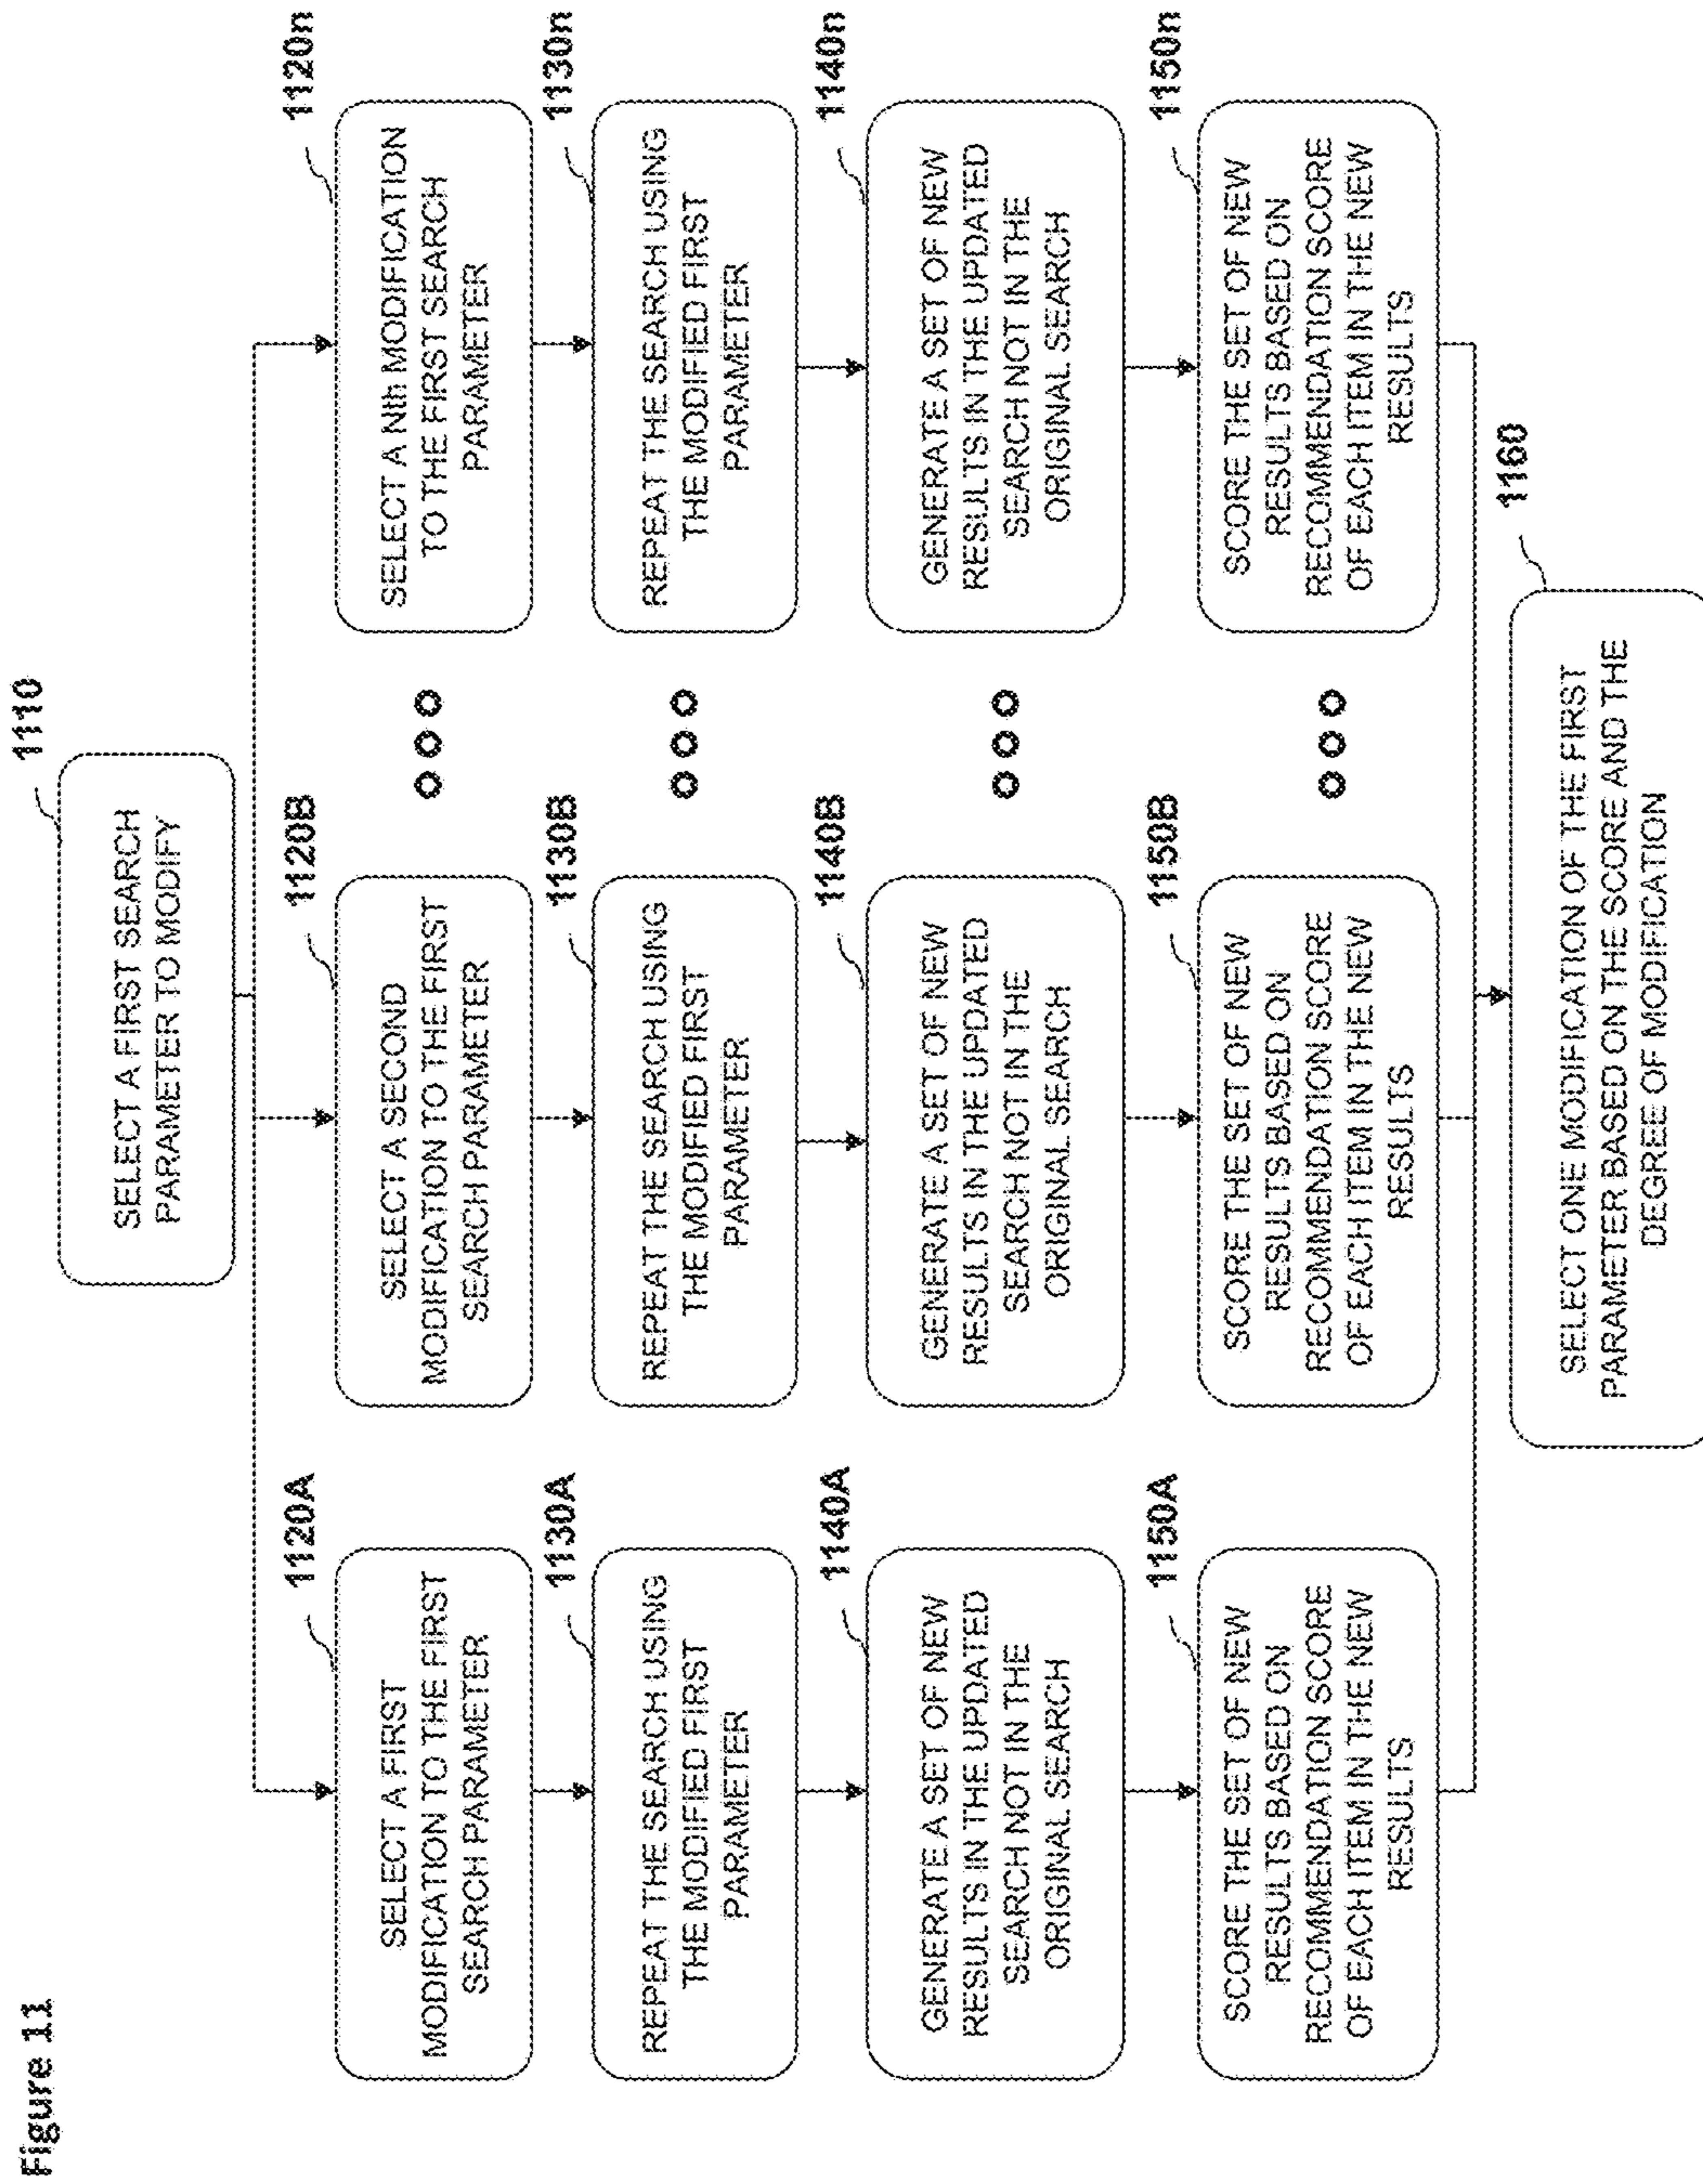 Figure 11
1110
SELECT A FIRST SEARCH
PARAMETER TO MODIFY
1120A
SELECT A FIRST
MODIFICATION TO THE FIRST
SEARCH PARAMETER
1120B
SELECT A SECOND
MODIFICATION TO THE FIRST
SEARCH PARAMETER
1120n
SELECT A Nth MODIFICATION
TO THE FIRST SEARCH
PARAMETER
1130A
REPEAT THE SEARCH USING
THE MODIFIED FIRST
PARAMETER
1130B
REPEAT THE SEARCH USING
THE MODIFIED FIRST
PARAMETER
1130n
REPEAT THE SEARCH USING
THE MODIFIED FIRST
PARAMETER
1140A
GENERATE A SET OF NEW
RESULTS IN THE UPDATED
SEARCH NOT IN THE
ORIGINAL SEARCH
1140B
GENERATE A SET OF NEW
RESULTS IN THE UPDATED
SEARCH NOT IN THE
ORIGINAL SEARCH
1140n
GENERATE A SET OF NEW
RESULTS IN THE UPDATED
SEARCH NOT IN THE
ORIGINAL SEARCH
1150A
SCORE THE SET OF NEW
RESULTS BASED ON
RECOMMENDATION SCORE
OF EACH ITEM IN THE NEW
RESULTS
1150B
SCORE THE SET OF NEW
RESULTS BASED ON
RECOMMENDATION SCORE
OF EACH ITEM IN THE NEW
RESULTS
1150n
SCORE THE SET OF NEW
RESULTS BASED ON
RECOMMENDATION SCORE
OF EACH ITEM IN THE NEW
RESULTS
1160
SELECT ONE MODIFICATION OF THE FIRST
PARAMETER BASED ON THE SCORE AND THE
DEGREE OF MODIFICATION